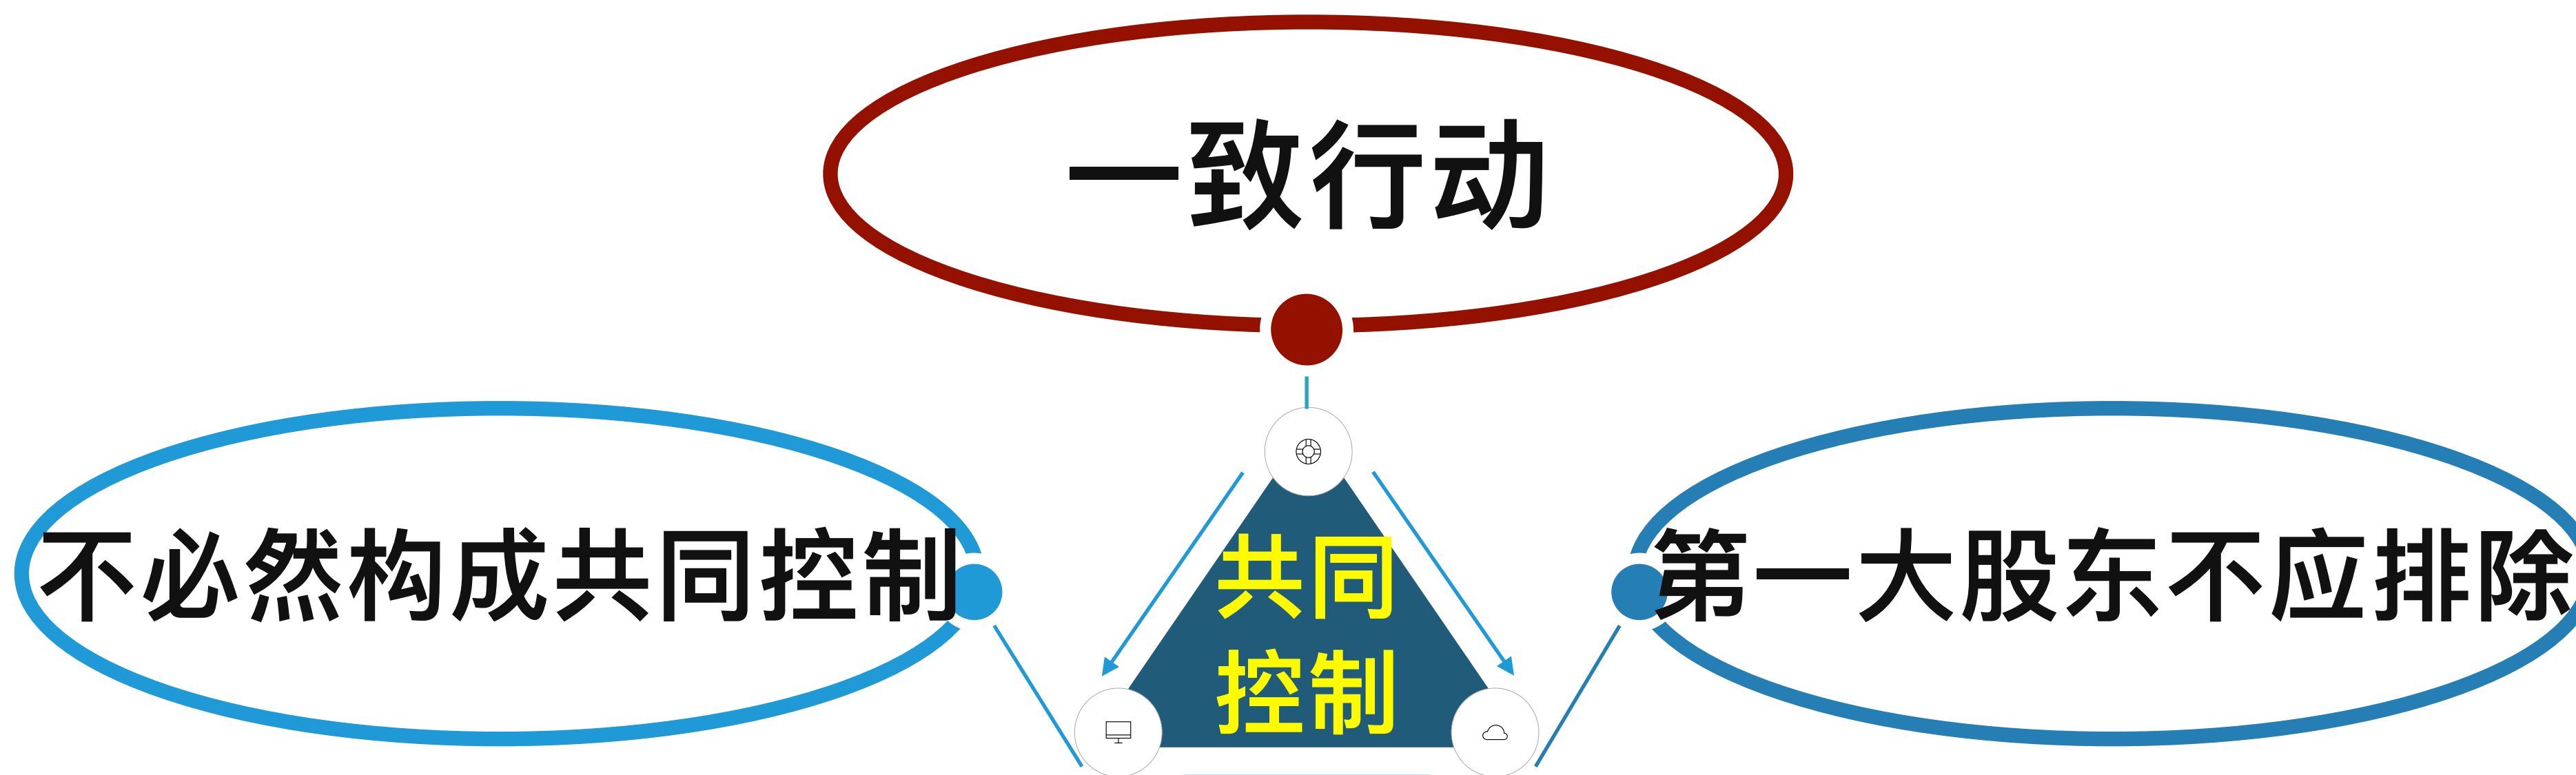 一致行动
不必然构成共同控制
共同
控制
第一大股东不应排除